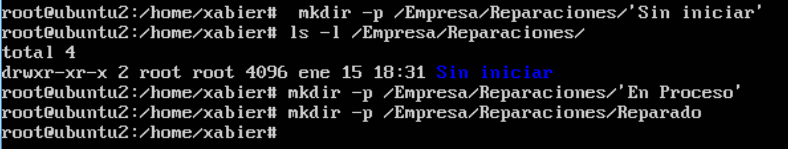 root@ubuntu2:/home/xabier#  mkdir -p /Empresa/Reparaciones/'Sin iniciar'
root@ubuntu2:/home/xabier# ls -l /Empresa/Reparaciones/
total 4
drwxr-xr-x 2 root root 4096 ene 15 18:31 Sin iniciar
root@ubuntu2:/home/xabier# mkdir -p /Empresa/Reparaciones/'En Proceso'
root@ubuntu2:/home/xabier# mkdir -p /Empresa/Reparaciones/Reparado
root@ubuntu2:/home/xabier#